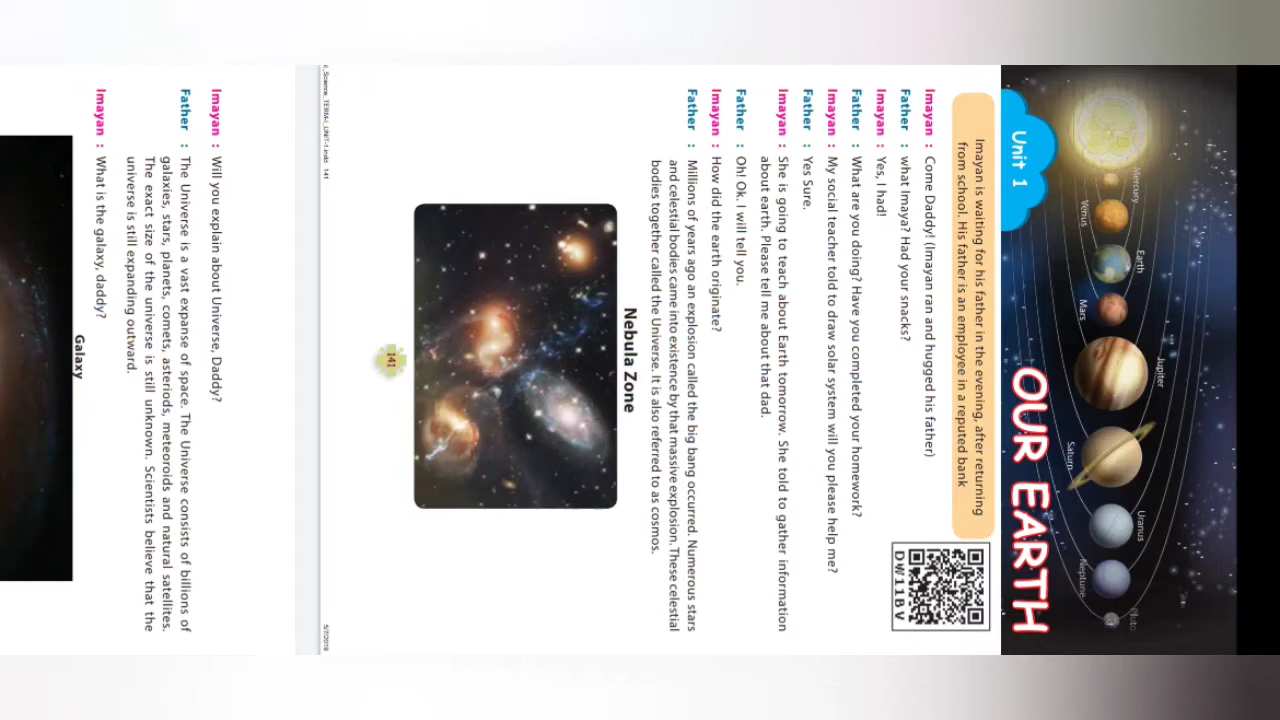 Mercury
Venus
Earth
Mars
Jupiter
Saturn
Uranus
Neptune
Pluto
Unit 1
OUR EARTH
Imayan is waiting for his father in the evening, after returning
from school. His father is an employee in a reputed bank
DW11BV
Imayan : Come Daddy! (Imayan ran and hugged his father)
Father : what Imaya? Had your snacks?
Imayan : Yes, I had!
Father : What are you doing? Have you completed your homework?
Imayan : My social teacher told to draw solar system will you please help me?
Father : Yes Sure.
Imayan : She is going to teach about Earth tomorrow. She told to gather information
about earth. Please tell me about that dad.
Father : Oh! Ok. I will tell you.
Imayan : How did the earth originate?
Father : Millions of years ago an explosion called the big bang occurred. Numerous stars
and celestial bodies came into existence by that massive explosion. These celestial
bodies together called the Universe. It is also referred to as cosmos.
Nebula Zone
141
l_Science_TERM-I_UNIT-1.indd 141
5/7/2019
Imayan : Will you explain about Universe, Daddy?
Father : The Universe is a vast expanse of space. The Universe consists of billions of
galaxies, stars, planets, comets, asteriods, meteoroids and natural satellites.
The exact size of the universe is still unknown. Scientists believe that the
universe is still expanding outward.
Imayan : What is the galaxy, daddy?
Galaxy